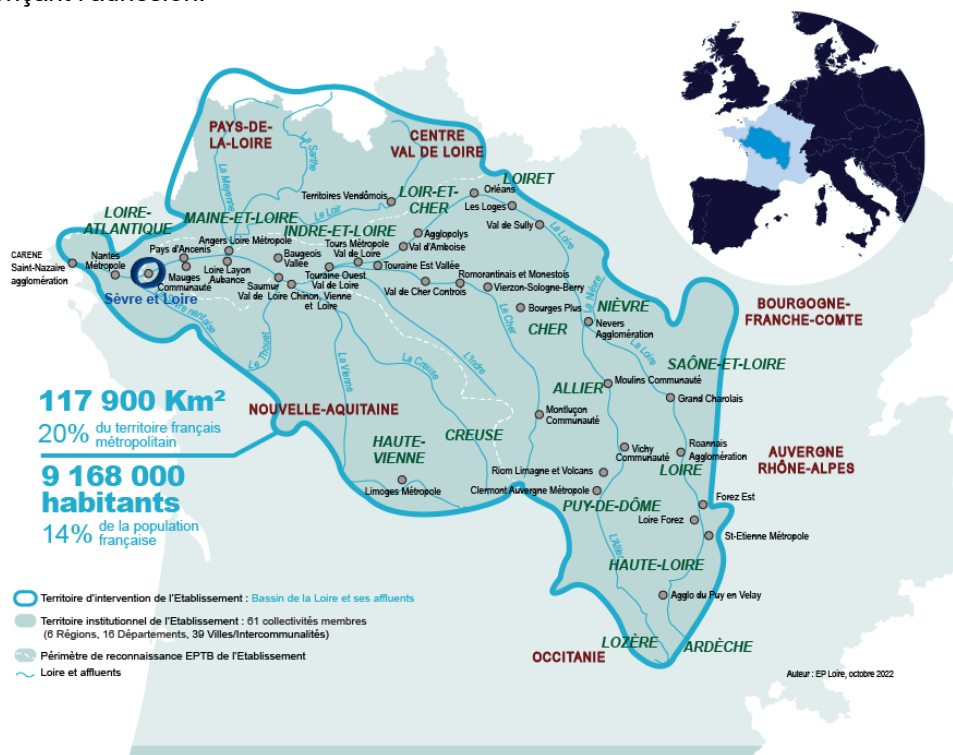 PAYS-DE-
LA-LOIRE
CENTRE
VAL DE LOIRE
La Mayenne
La Sarthe
Le Loir
Territoires Vendômois
LOIR-ET-
CHER
LOIRET
Orléans
Les Loges
Val de Sully
La Loire
LOIRE-
ATLANTIQUE
MAINE-ET-LOIRE
INDRE-ET-LOIRE
Agglopolys
Val d'Amboise
CARENE
Saint-Nazaire
agglomération
Nantes
Métropole
Pays d'Ancenis
Angers Loire Métropole
Baugeois
Vallée
Tours Métropole
Val de Loire
Touraine Est Vallée
Romorantinais et Monestois
Mauges
Communauté
Loire Layon
Aubance
Saumur
Val de Loire
Touraine Ouest
Val de Loire
Chinon, Vienne
et Loire
Val de Cher Controis
Vierzon-Sologne-Berry
Sèvre et Loire
Bourges Plus
CHER
La Nièvre
NIÈVRE
Nevers
Agglomération
La Loire
BOURGOGNE-
FRANCHE-COMTE
Le Thouet
La Vienne
La Creuse
L'Indre
Le Cher
SAÔNE-ET-LOIRE
ALLIER
Moulins Communauté
Grand Charolais
117 900 Km²
20% du territoire français
métropolitain
NOUVELLE-AQUITAINE
Montluçon
Communauté
HAUTE-
VIENNE
CREUSE
Vichy
Communauté
Roannais
Agglomération
LOIRE
AUVERGNE
RHÔNE-ALPES
9 168 000
habitants
14% de la population
française
Limoges Métropole
Riom Limagne et Volcans
Clermont Auvergne Métropole
PUY-DE-DÔME
Forez Est
Loire Forez
St-Etienne Métropole
L'Allier
HAUTE-LOIRE
Agglo du Puy en Velay
LOZÈRE
ARDÈCHE
OCCITANIE
Territoire d'intervention de l'Etablissement : Bassin de la Loire et ses affluents
Territoire institutionnel de l'Etablissement : 61 collectivités membres
(6 Régions, 16 Départements, 39 Villes/Intercommunalités)
Périmètre de reconnaissance EPTB de l'Etablissement
Loire et affluents
Auteur : EP Loire, octobre 2022